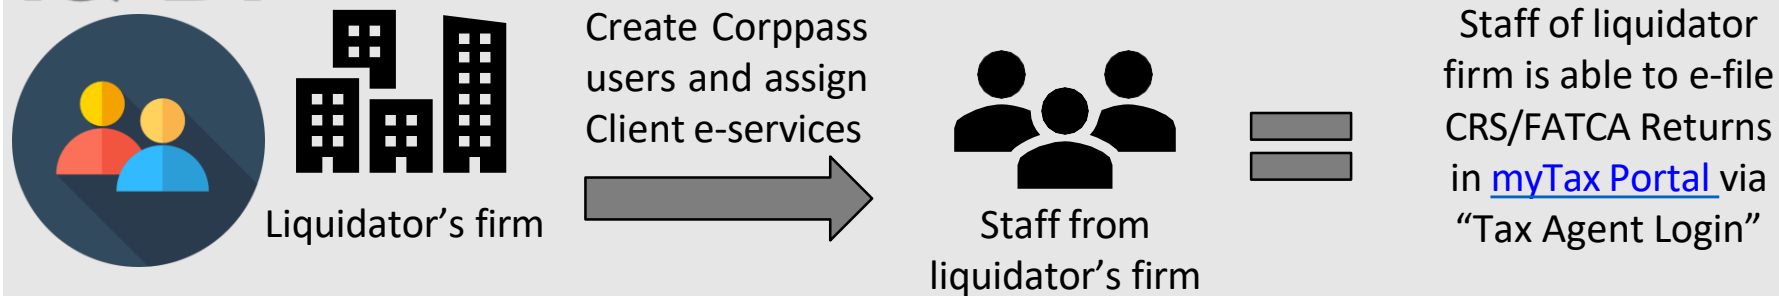 Create Corppass
users and assign
Client e-services
Liquidator's firm
Staff from
liquidator's firm
Staff of liquidator
firm is able to e-file
CRS/FATCA Returns
in myTax Portal via
“Tax Agent Login”